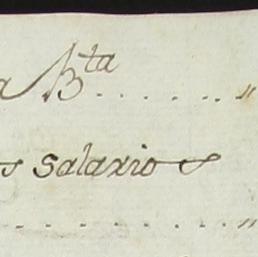 a Bta ........ "
Salario
......... "